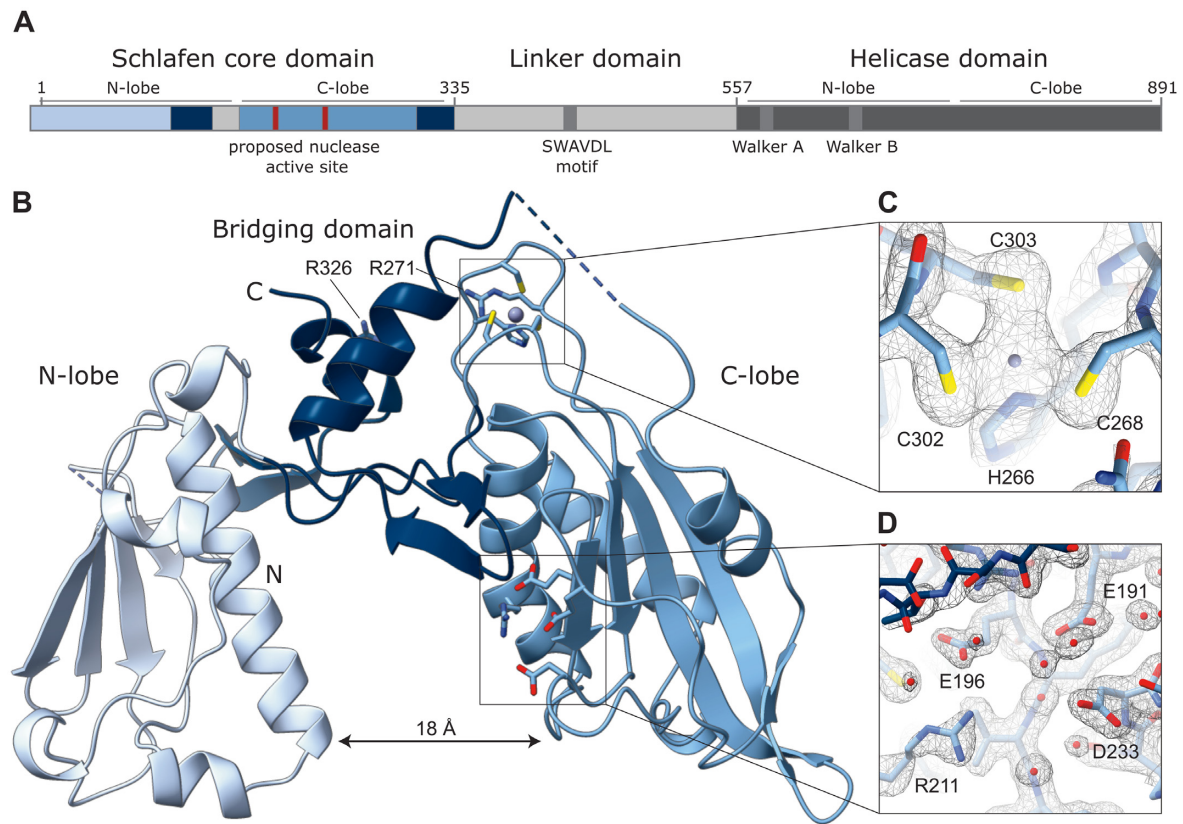 A
Schlafen core domain
Linker domain
Helicase domain
1
N-lobe
C-lobe
335
557
N-lobe
C-lobe
891
proposed nuclease
active site
SWAVDL
motif
Walker A
Walker B
B
Bridging domain
R326
R271
C
N-lobe
C-lobe
N
18 Å
C
C303
C302
C268
H266
D
E191
E196
D233
R211